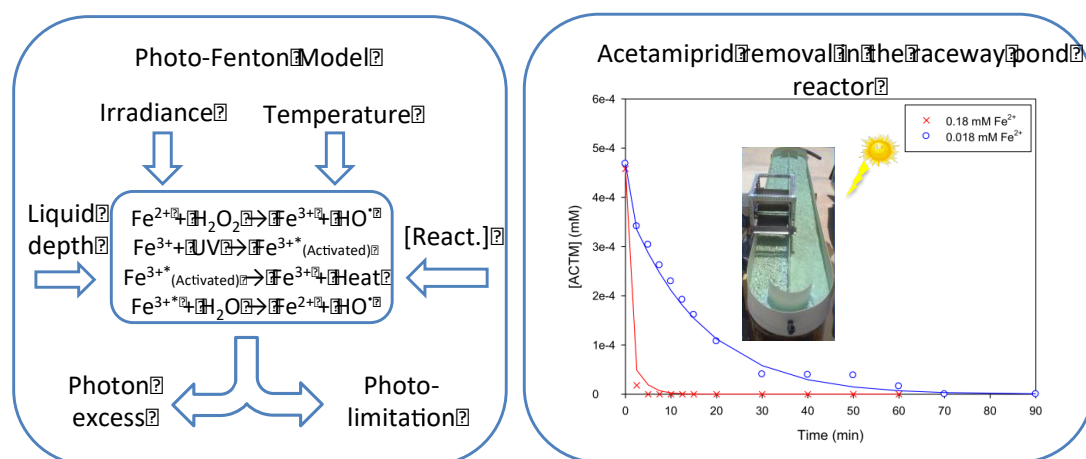 Photo-Fenton Model
Irradiance
Temperature
Liquid
depth
Fe²⁺ + H₂O₂ → Fe³⁺ + HO•
Fe³⁺ + UV → Fe³⁺*(Activated)
Fe³⁺*(Activated) → Fe³⁺ + Heat
Fe³⁺* + H₂O → Fe²⁺ + HO•
[React.]
Photon
excess
Photo-
limitation
Acetamiprid removal in the raceway pond
reactor
6e-4
5e-4
4e-4
3e-4
2e-4
1e-4
0
[ACTM] (mM)
0.18 mM Fe²⁺
0.018 mM Fe²⁺
0 10 20 30 40 50 60 70 80 90
Time (min)